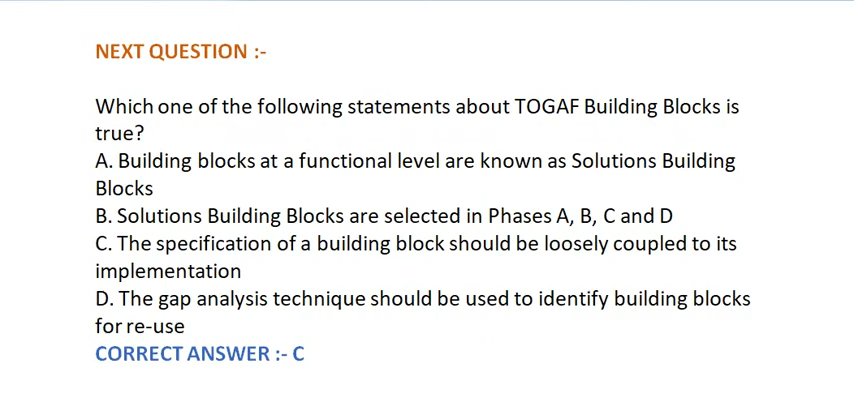 NEXT QUESTION :-
Which one of the following statements about TOGAF Building Blocks is
true?
A. Building blocks at a functional level are known as Solutions Building
Blocks
B. Solutions Building Blocks are selected in Phases A, B, C and D
C. The specification of a building block should be loosely coupled to its
implementation
D. The gap analysis technique should be used to identify building blocks
for re-use
CORRECT ANSWER :- C